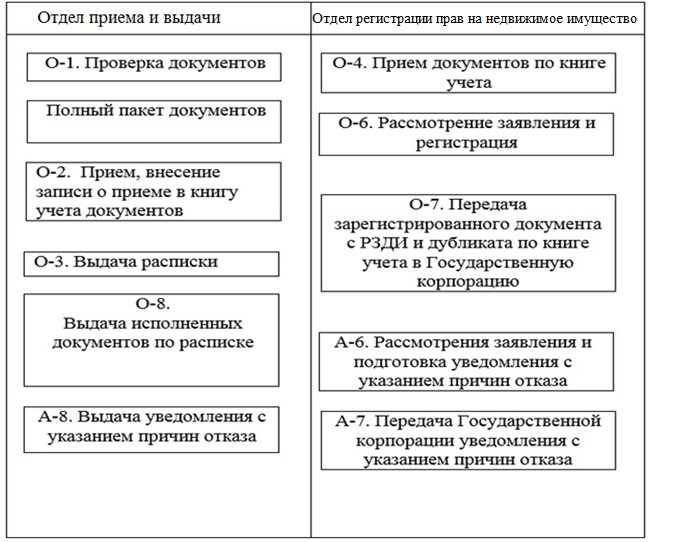 Отдел приема и выдачи
О-1. Проверка документов
Полный пакет документов
О-2.  Прием, внесение
записи о приеме в книгу
учета документов
О-3. Выдача расписки
О-8.
Выдача исполненных
документов по расписке
А-8. Выдача уведомления с
указанием причин отказа
Отдел регистрации прав на недвижимое имущество
О-4. Прием документов по книге
учета
О-6. Рассмотрение заявления и
регистрация
О-7. Передача
зарегистрированного документа
с РЗДИ и дубликата по книге
учета в Государственную
корпорацию
А-6. Рассмотрения заявления и
подготовка уведомления с
указанием причин отказа
А-7. Передача Государственной
корпорации уведомления с
указанием причин отказа